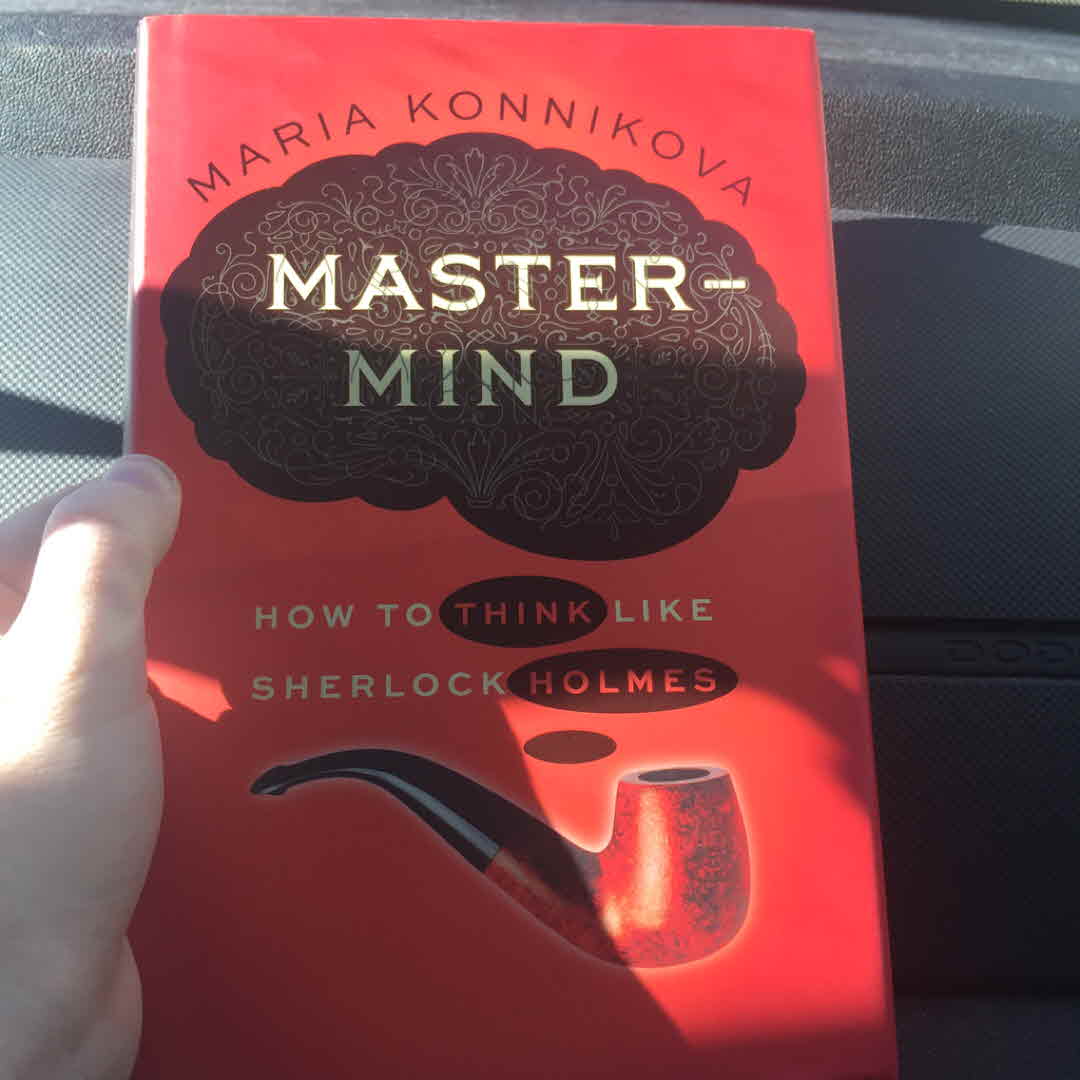 MARIA KONNIKOVA
MASTER-
MIND
HOW TO THINK LIKE
SHERLOCK HOLMES